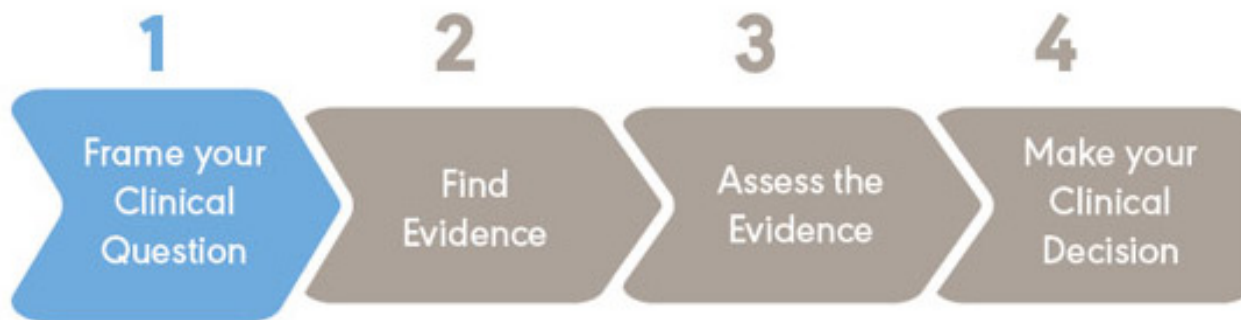 1
Frame your
Clinical
Question
2
Find
Evidence
3
Assess the
Evidence
4
Make your
Clinical
Decision